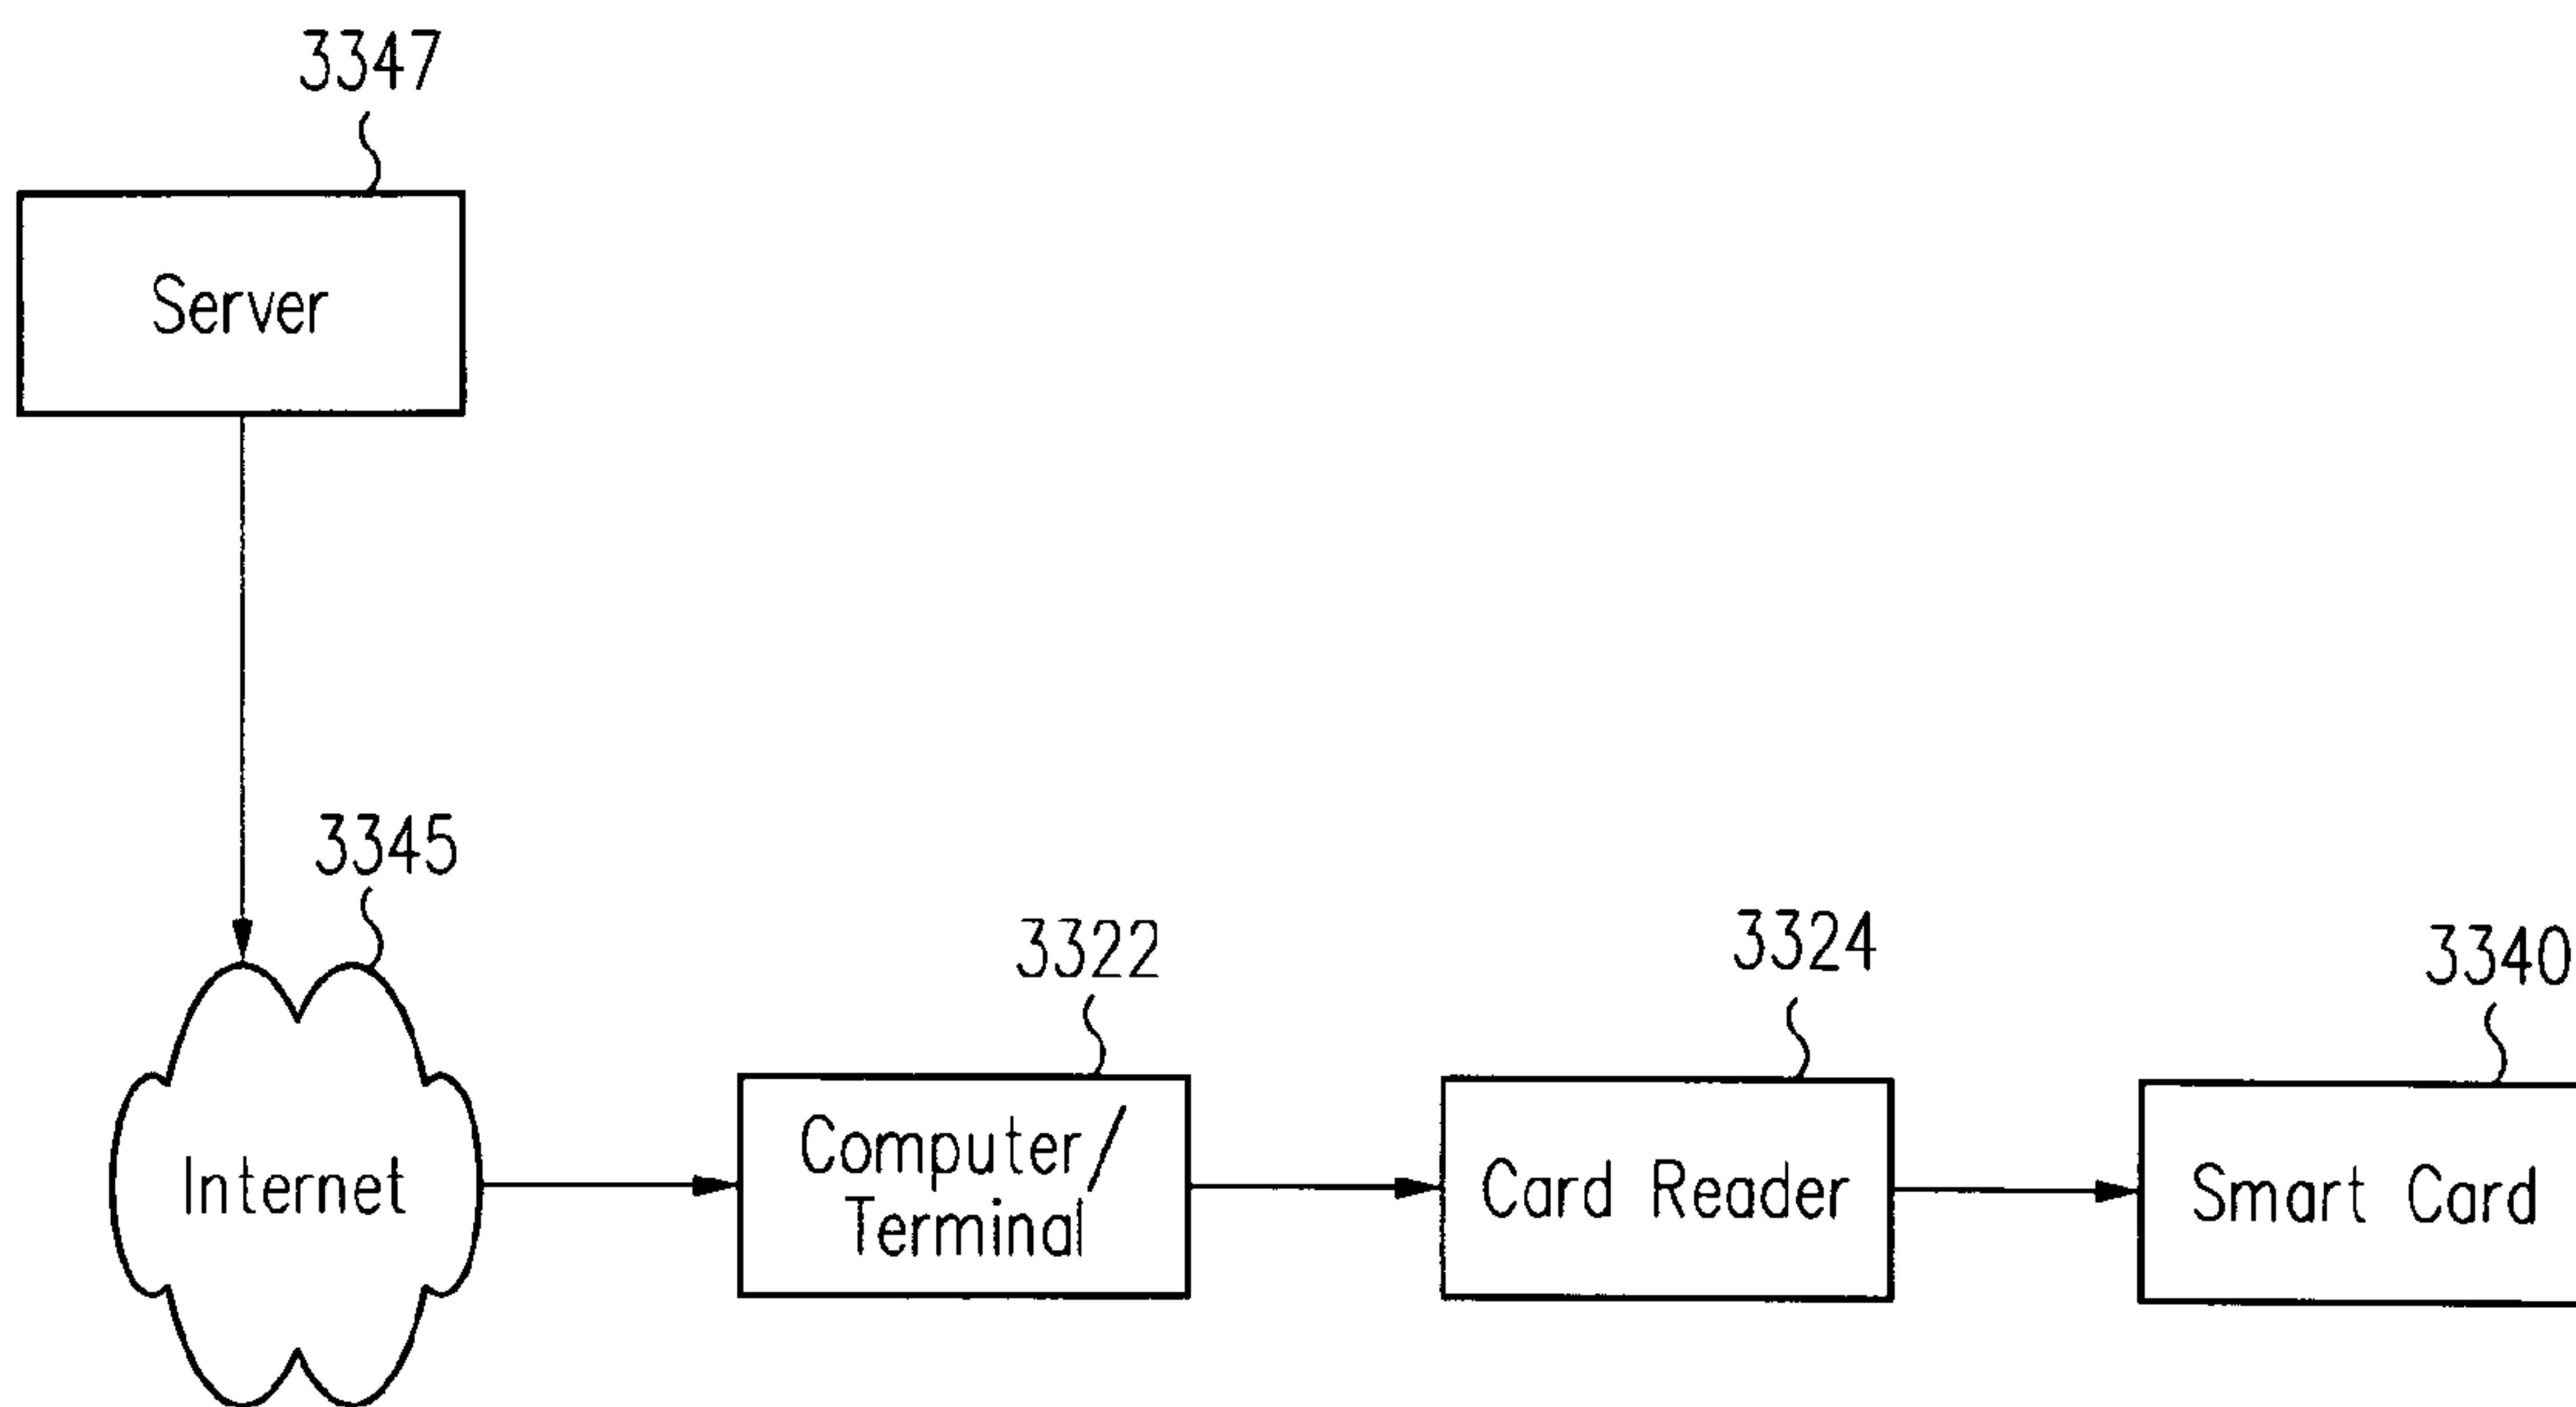 3347
Server
3345
Internet
3322
Computer/
Terminal
3324
Card Reader
3340
Smart Card